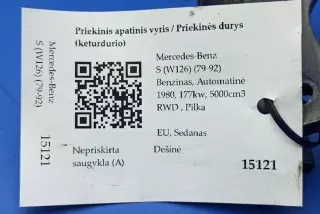 Priekinis apatinis vyris / Priekinės durys
(keturdurio)
Mercedes-Benz
S (W126) (79-92)
15121
Mercedes-Benz
S (W126) (79-92)
Benzinas, Automatinė
1980, 177kw, 5000cm3
RWD , Pilka
EU, Sedanas
Nepriskirta
saugykla (A)
Dešinė
15121